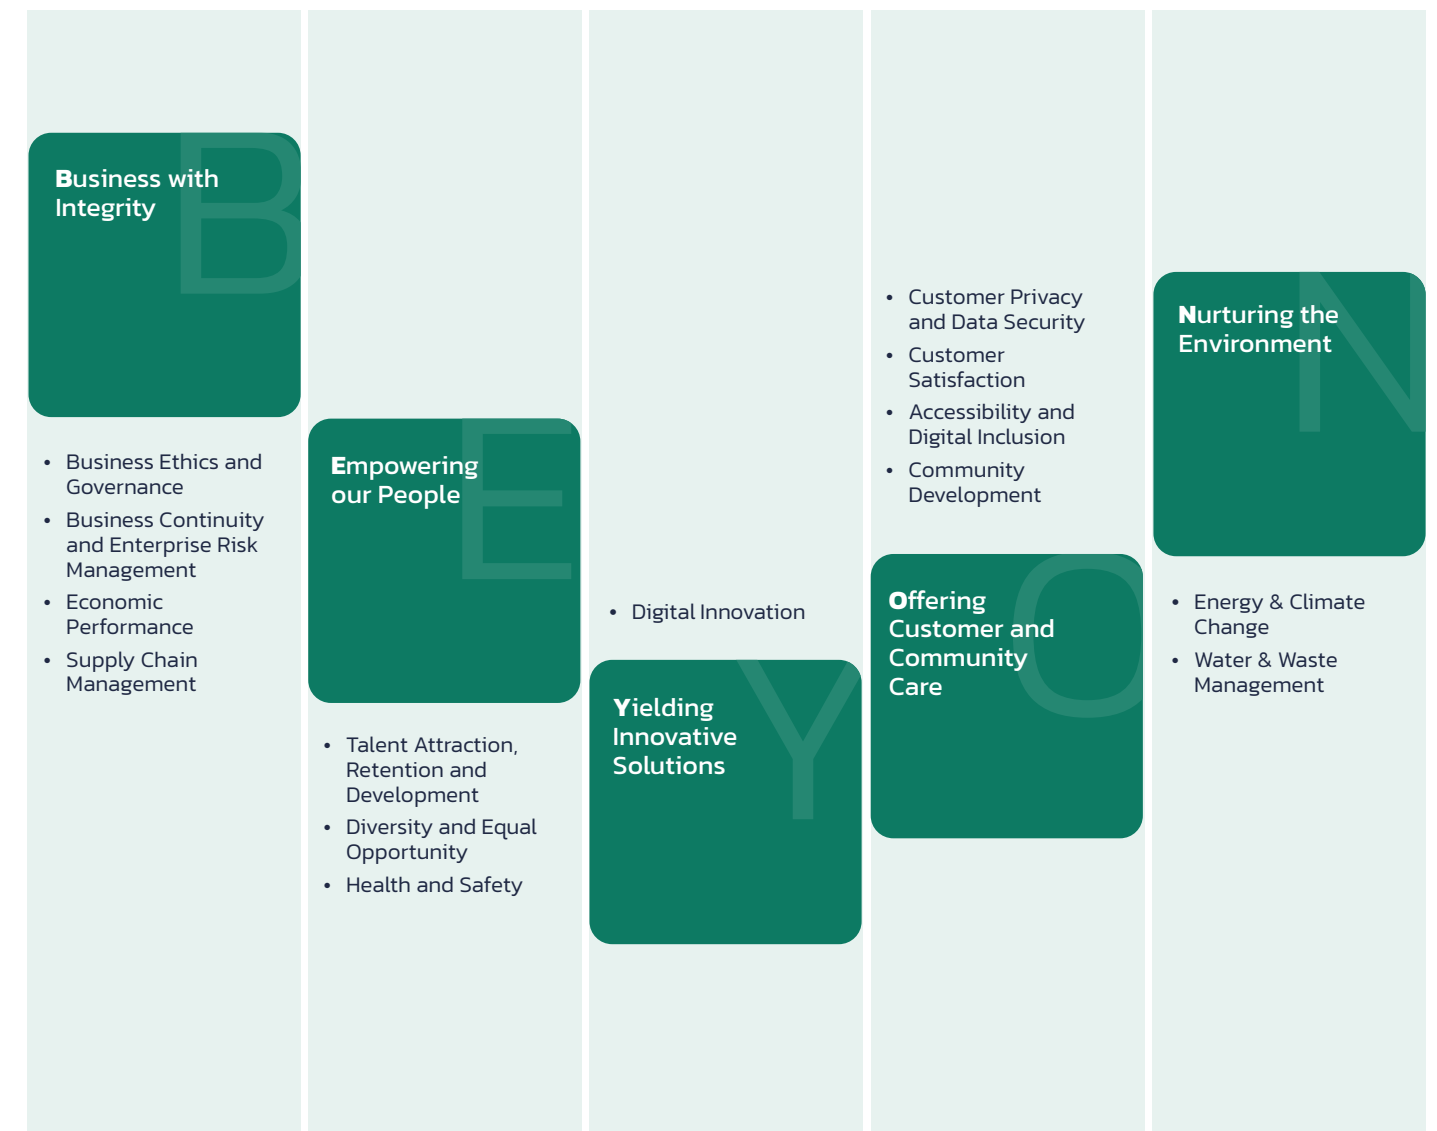 B
Business with
Integrity
• Business Ethics and
Governance
• Business Continuity
and Enterprise Risk
Management
• Economic
Performance
• Supply Chain
Management
E
Empowering
our People
• Talent Attraction,
Retention and
Development
• Diversity and Equal
Opportunity
• Health and Safety
• Digital Innovation
Y
Yielding
Innovative
Solutions
• Customer Privacy
and Data Security
• Customer
Satisfaction
• Accessibility and
Digital Inclusion
• Community
Development
O
Offering
Customer and
Community
Care
N
Nurturing the
Environment
• Energy & Climate
Change
• Water & Waste
Management